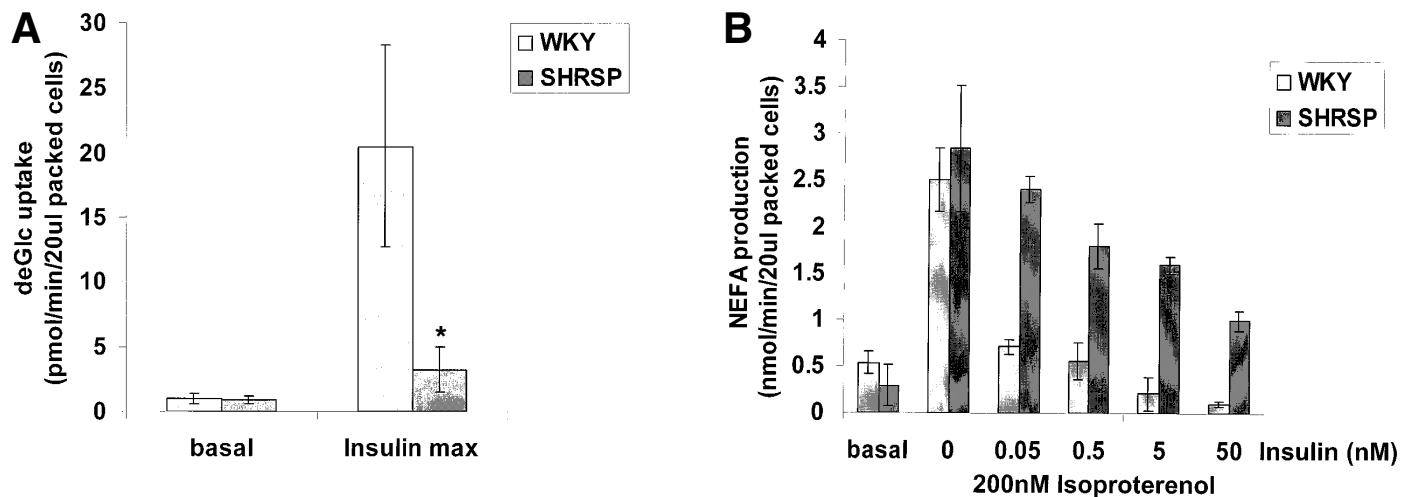 A
deGlc uptake
(pmol/min/20ul packed cells)
30
25
20
15
10
5
0
WKY
SHRSP
*
basal
Insulin max
B
NEFA production
(nmol/min/20ul packed cells)
4
3.5
3
2.5
2
1.5
1
0.5
0
WKY
SHRSP
basal 0 0.05 0.5 5 50 Insulin (nM)
200nM Isoproterenol